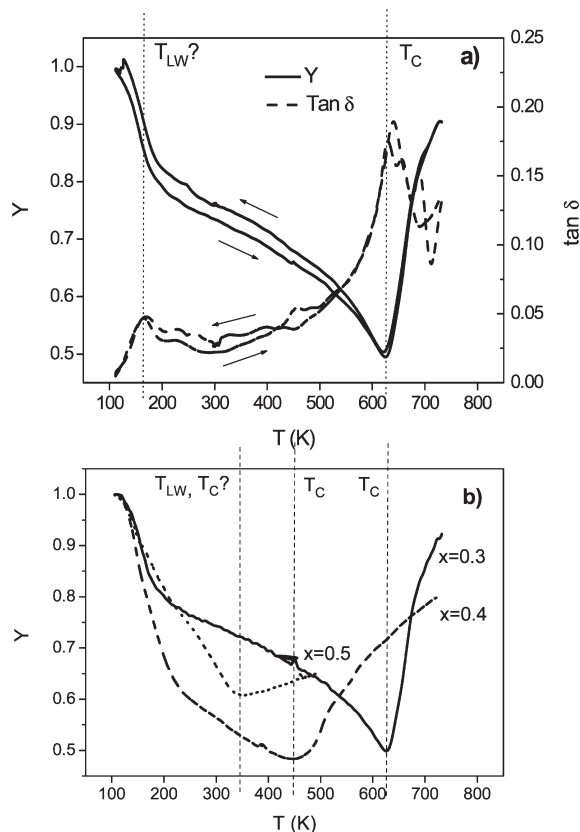 T_LW? T_C a)
Y
Tan δ
0.25
0.20
0.15
0.10
0.05
0.00
tan δ
1.0
0.9
0.8
0.7
0.6
0.5
Y
100 200 300 400 500 600 700 800
T (K)
T_LW, T_C? T_C T_C b)
1.0
0.9
0.8
0.7
0.6
0.5
Y
x=0.3
x=0.4
x=0.5
100 200 300 400 500 600 700 800
T (K)